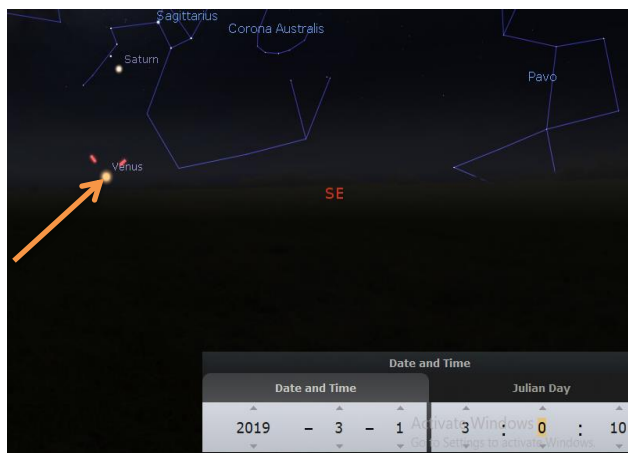 Sagittarius
Corona Australis
Saturn
Pavo
Venus
SE
Date and Time
Date and Time
Julian Day
Activate Windows
2019 - 3 - 1 3 : 0 : 10
Go to Settings to activate Windows.